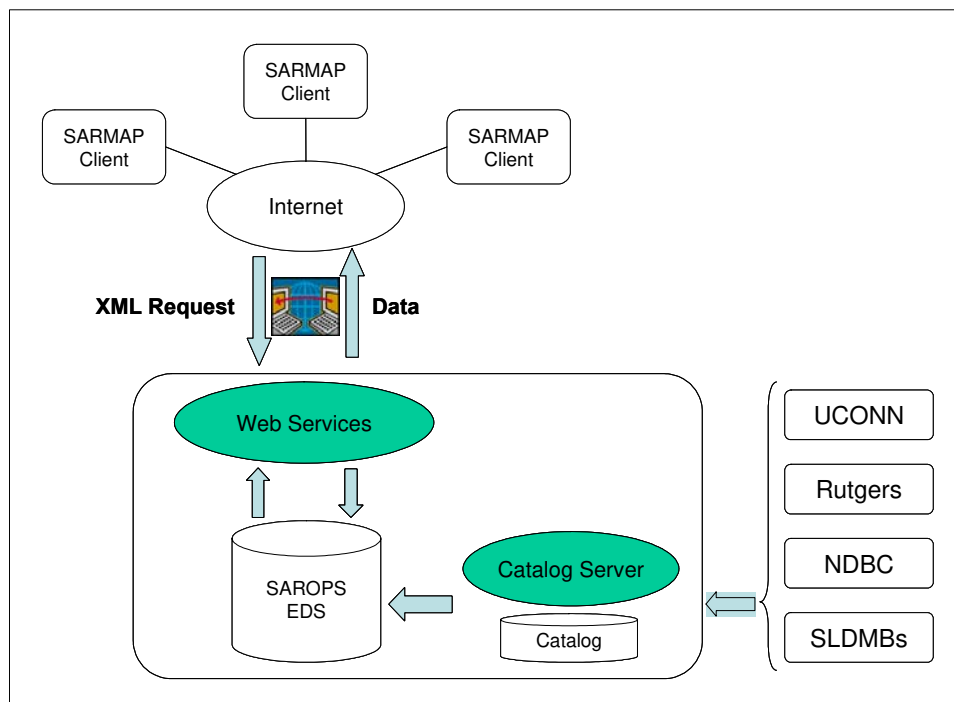 SARMAP
Client
SARMAP
Client
SARMAP
Client
Internet
XML Request
Data
Web Services
UCONN
Rutgers
NDBC
SLDMBs
SAROPS
EDS
Catalog Server
Catalog